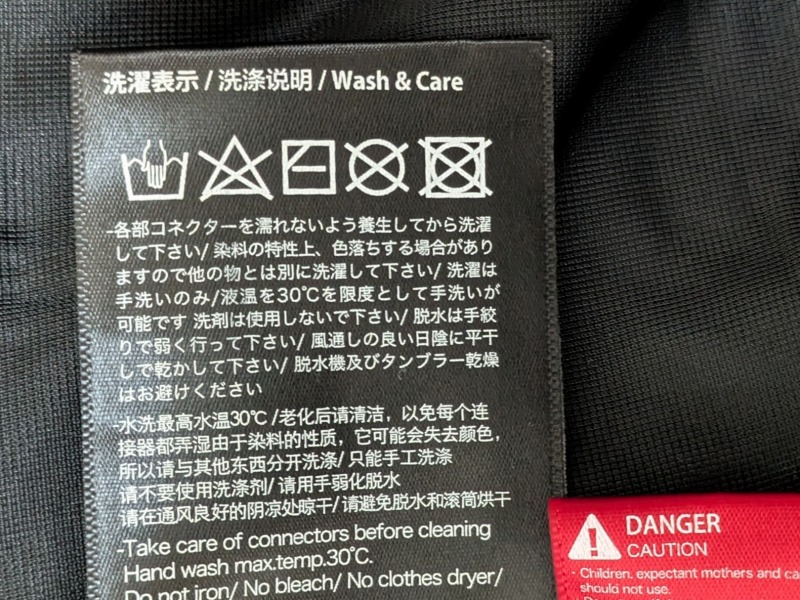 洗濯表示 / 洗涤说明 / Wash & Care
-各部コネクターを濡れないよう養生してから洗濯
して下さい/ 染料の特性上、色落ちする場合があり
ますので他の物とは別に洗濯して下さい/ 洗濯は
手洗いのみ/液温を30℃を限度として手洗いが
可能です 洗剤は使用しないで下さい/ 脱水は手絞
りで弱く行って下さい/ 風通しの良い日陰に平干
しで乾かして下さい/ 脱水機及びタンブラー乾燥
はお避けください
-水洗最高水温30℃ /老化后请清洁，以免每个连
接器都弄湿由于染料的性质，它可能会失去颜色，
所以请与其他东西分开洗涤/ 只能手工洗涤
请不要使用洗涤剂/ 请用手弱化脱水
请在通风良好的阴凉处晾干/ 请避免脱水和滚筒烘干
-Take care of connectors before cleaning
Hand wash max.temp.30℃.
Do not iron/ No bleach/ No clothes dryer/
DANGER
CAUTION
· Children, expectant mothers and ca
should not use.